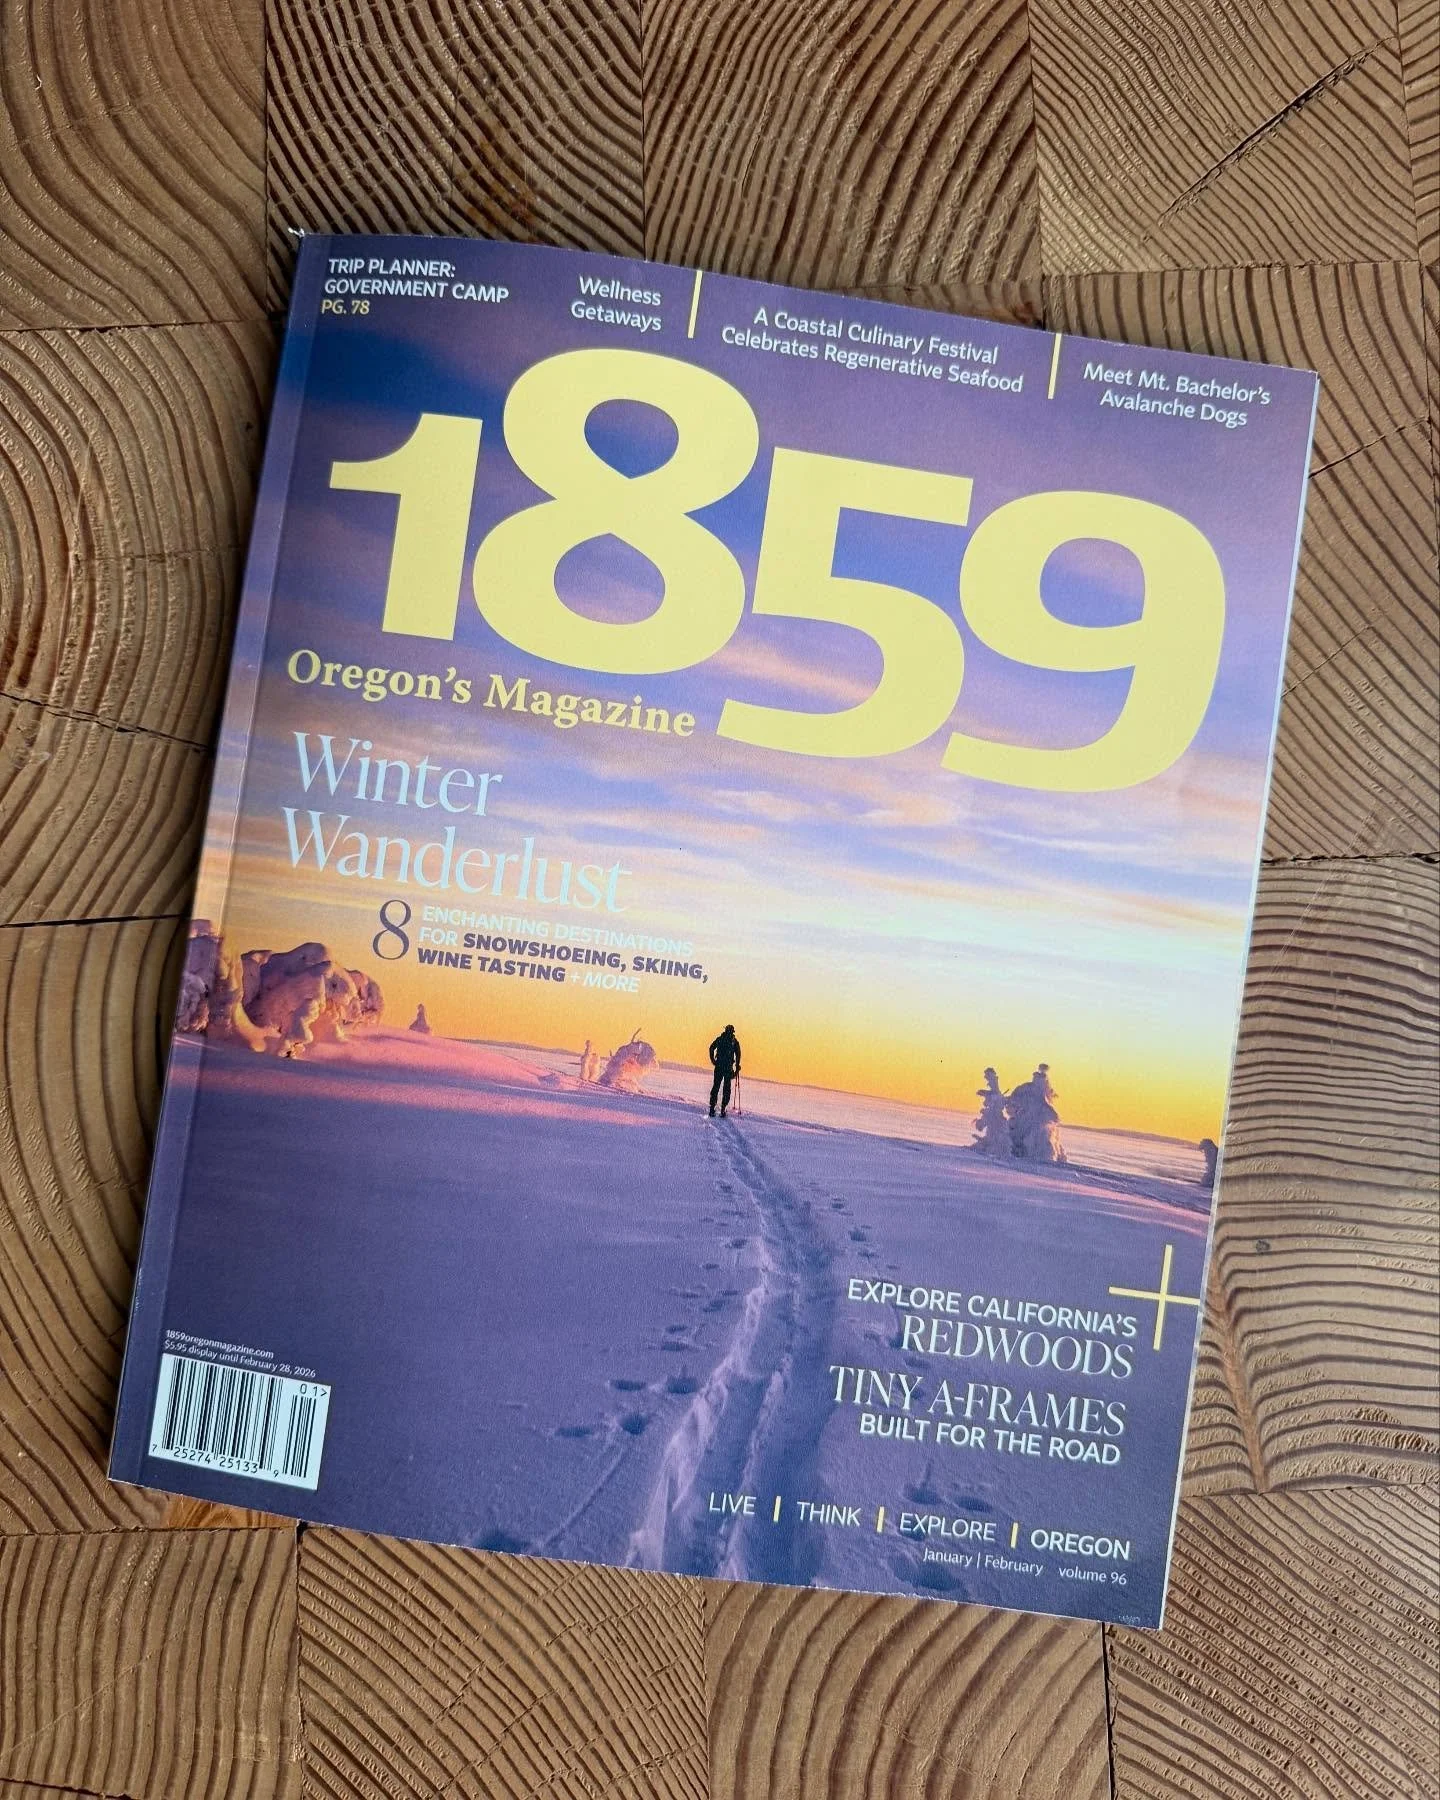 TRIP PLANNER:
GOVERNMENT CAMP
PG. 78
Wellness
Getaways
A Coastal Culinary Festival
Celebrates Regenerative Seafood
Meet Mt. Bachelor's
Avalanche Dogs
1859
Oregon's Magazine
Winter
Wanderlust
8 ENCHANTING DESTINATIONS
FOR SNOWSHOEING, SKIING,
WINE TASTING + MORE
EXPLORE CALIFORNIA'S
REDWOODS
TINY A-FRAMES
BUILT FOR THE ROAD
1859oregonmagazine.com
$5.95 display until February 28, 2026
01>
7 25274 25133 9
LIVE | THINK | EXPLORE | OREGON
January | February volume 96